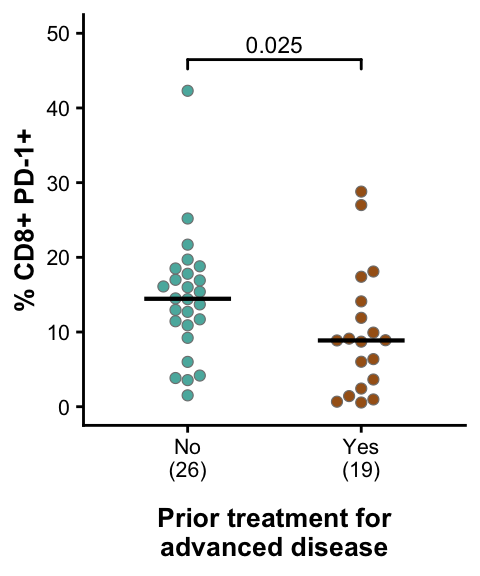 50
40
30
20
10
0
% CD8+ PD-1+
0.025
No
(26)
Yes
(19)
Prior treatment for
advanced disease